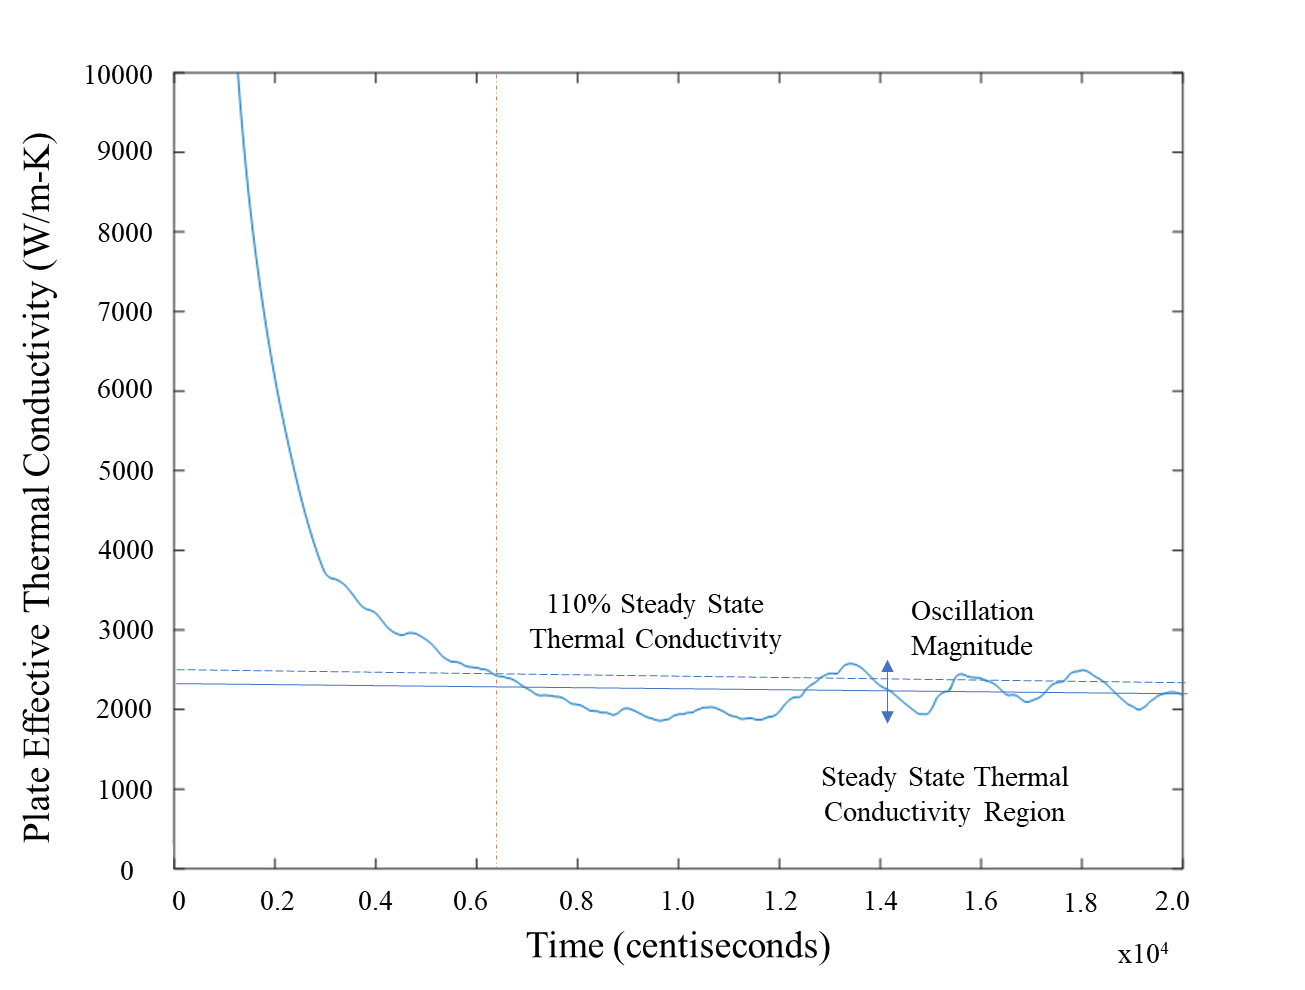 Plate Effective Thermal Conductivity (W/m-K)
10000
9000
8000
7000
6000
5000
4000
3000
2000
1000
0
110% Steady State
Thermal Conductivity
Oscillation
Magnitude
Steady State Thermal
Conductivity Region
0 0.2 0.4 0.6 0.8 1.0 1.2 1.4 1.6 1.8 2.0
Time (centiseconds)
x10⁴